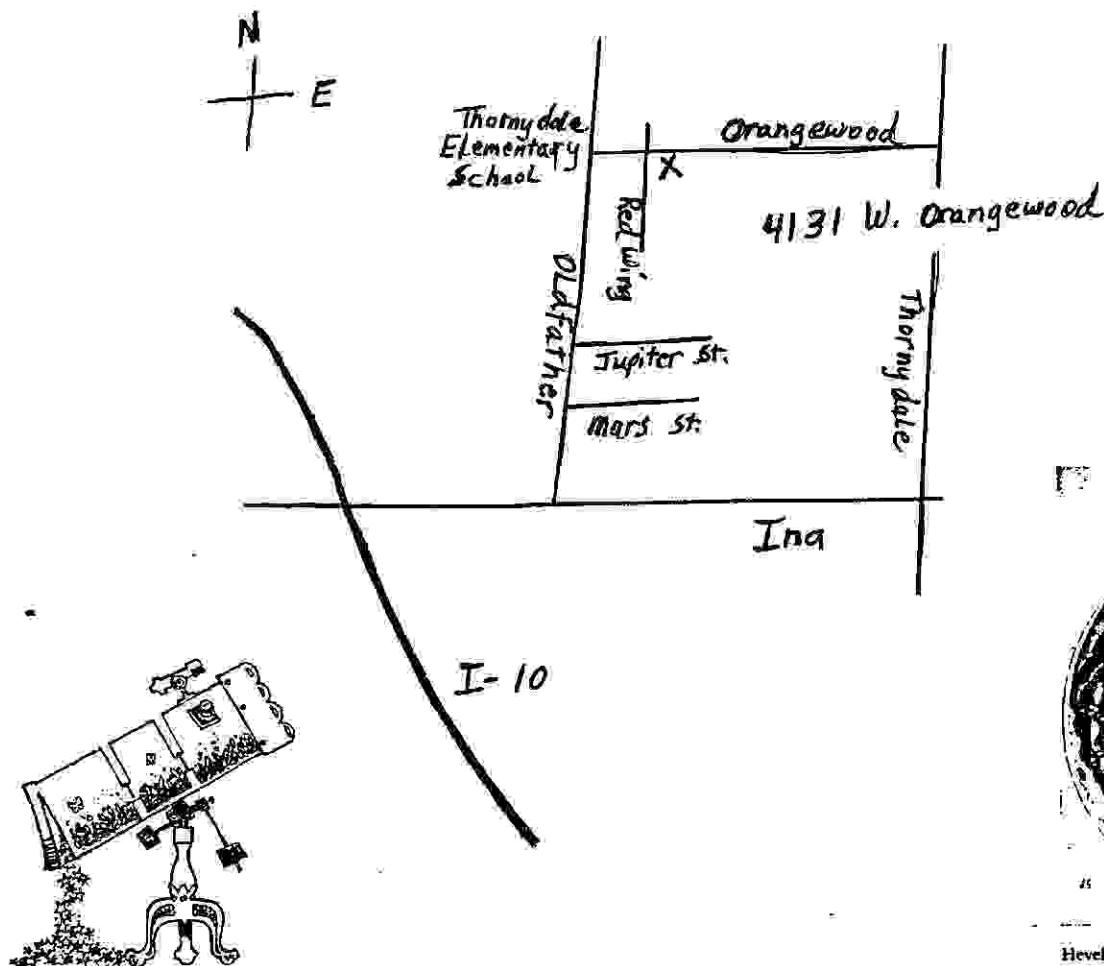 N
E
Thornydale
Elementary
School
Orangewood
X
4131 W. Orangewood
Red Wing
Oldfather
Thornydale
Jupiter St.
Mars St.
Ina
I-10